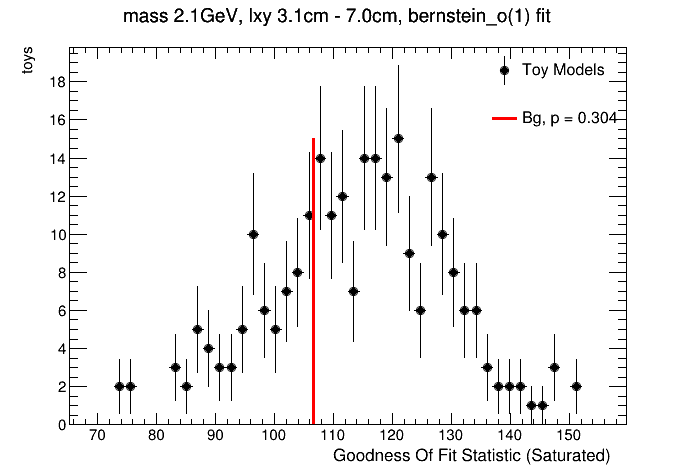 mass 2.1GeV, lxy 3.1cm - 7.0cm, bernstein_o(1) fit
toys
Toy Models
Bg, p = 0.304
18
16
14
12
10
8
6
4
2
0
70 80 90 100 110 120 130 140 150
Goodness Of Fit Statistic (Saturated)